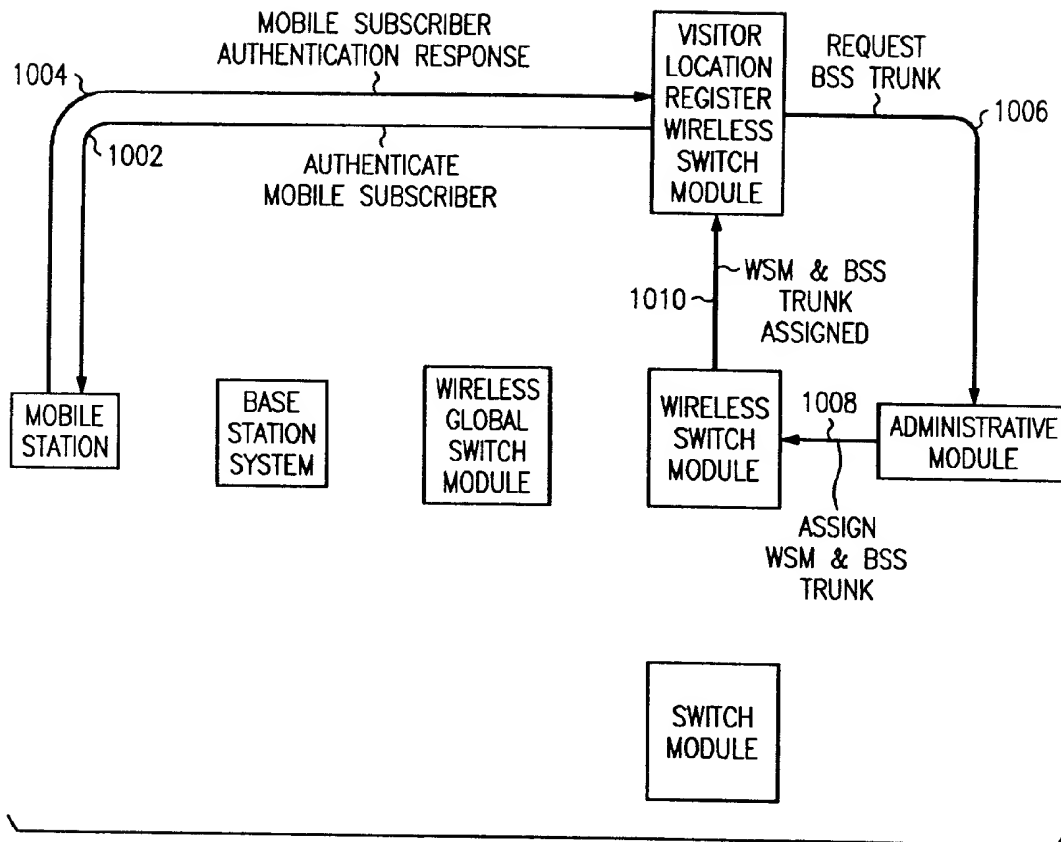 MOBILE SUBSCRIBER
AUTHENTICATION RESPONSE
1004
1002
AUTHENTICATE
MOBILE SUBSCRIBER
VISITOR
LOCATION
REGISTER
WIRELESS
SWITCH
MODULE
REQUEST
BSS TRUNK
1006
1010
WSM & BSS
TRUNK
ASSIGNED
MOBILE
STATION
BASE
STATION
SYSTEM
WIRELESS
GLOBAL
SWITCH
MODULE
WIRELESS
SWITCH
MODULE
1008
ADMINISTRATIVE
MODULE
ASSIGN
WSM & BSS
TRUNK
SWITCH
MODULE